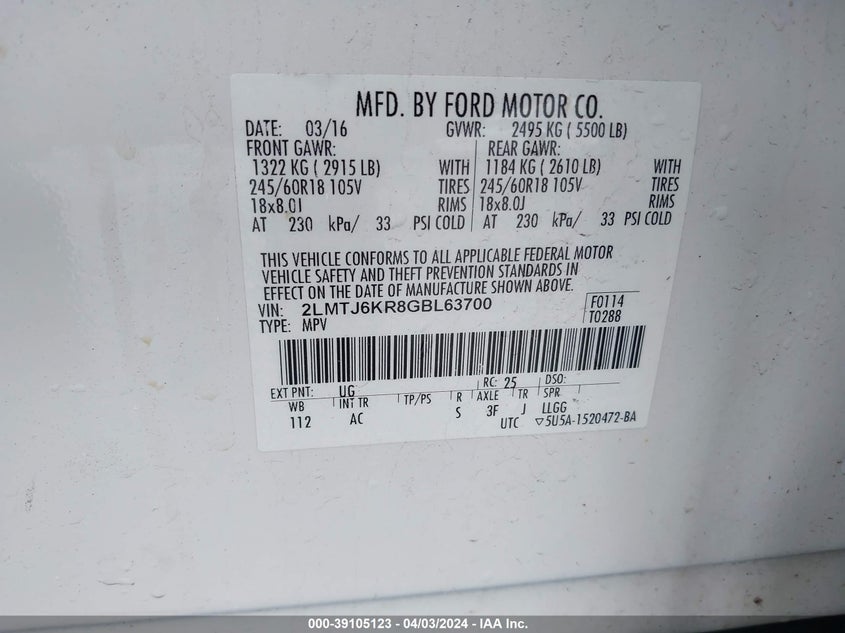 MFD. BY FORD MOTOR CO.
DATE: 03/16 GVWR: 2495 KG ( 5500 LB)
FRONT GAWR: REAR GAWR:
1322 KG ( 2915 LB) WITH 1184 KG ( 2610 LB) WITH
245/60R18 105V TIRES 245/60R18 105V TIRES
18x8.0J RIMS 18x8.0J RIMS
AT 230 kPa/ 33 PSI COLD AT 230 kPa/ 33 PSI COLD
THIS VEHICLE CONFORMS TO ALL APPLICABLE FEDERAL MOTOR
VEHICLE SAFETY AND THEFT PREVENTION STANDARDS IN
EFFECT ON THE DATE OF MANUFACTURE SHOWN ABOVE.
VIN: 2LMTJ6KR8GBL63700 F0114
TYPE: MPV T0288
EXT PNT: UG RC: 25 DSO:
WB INT TR TP/PS R AXLE TR SPR
112 AC S 3F J LLGG
UTC ▽5U5A-1520472-BA
000-39105123 - 04/03/2024 - IAA Inc.